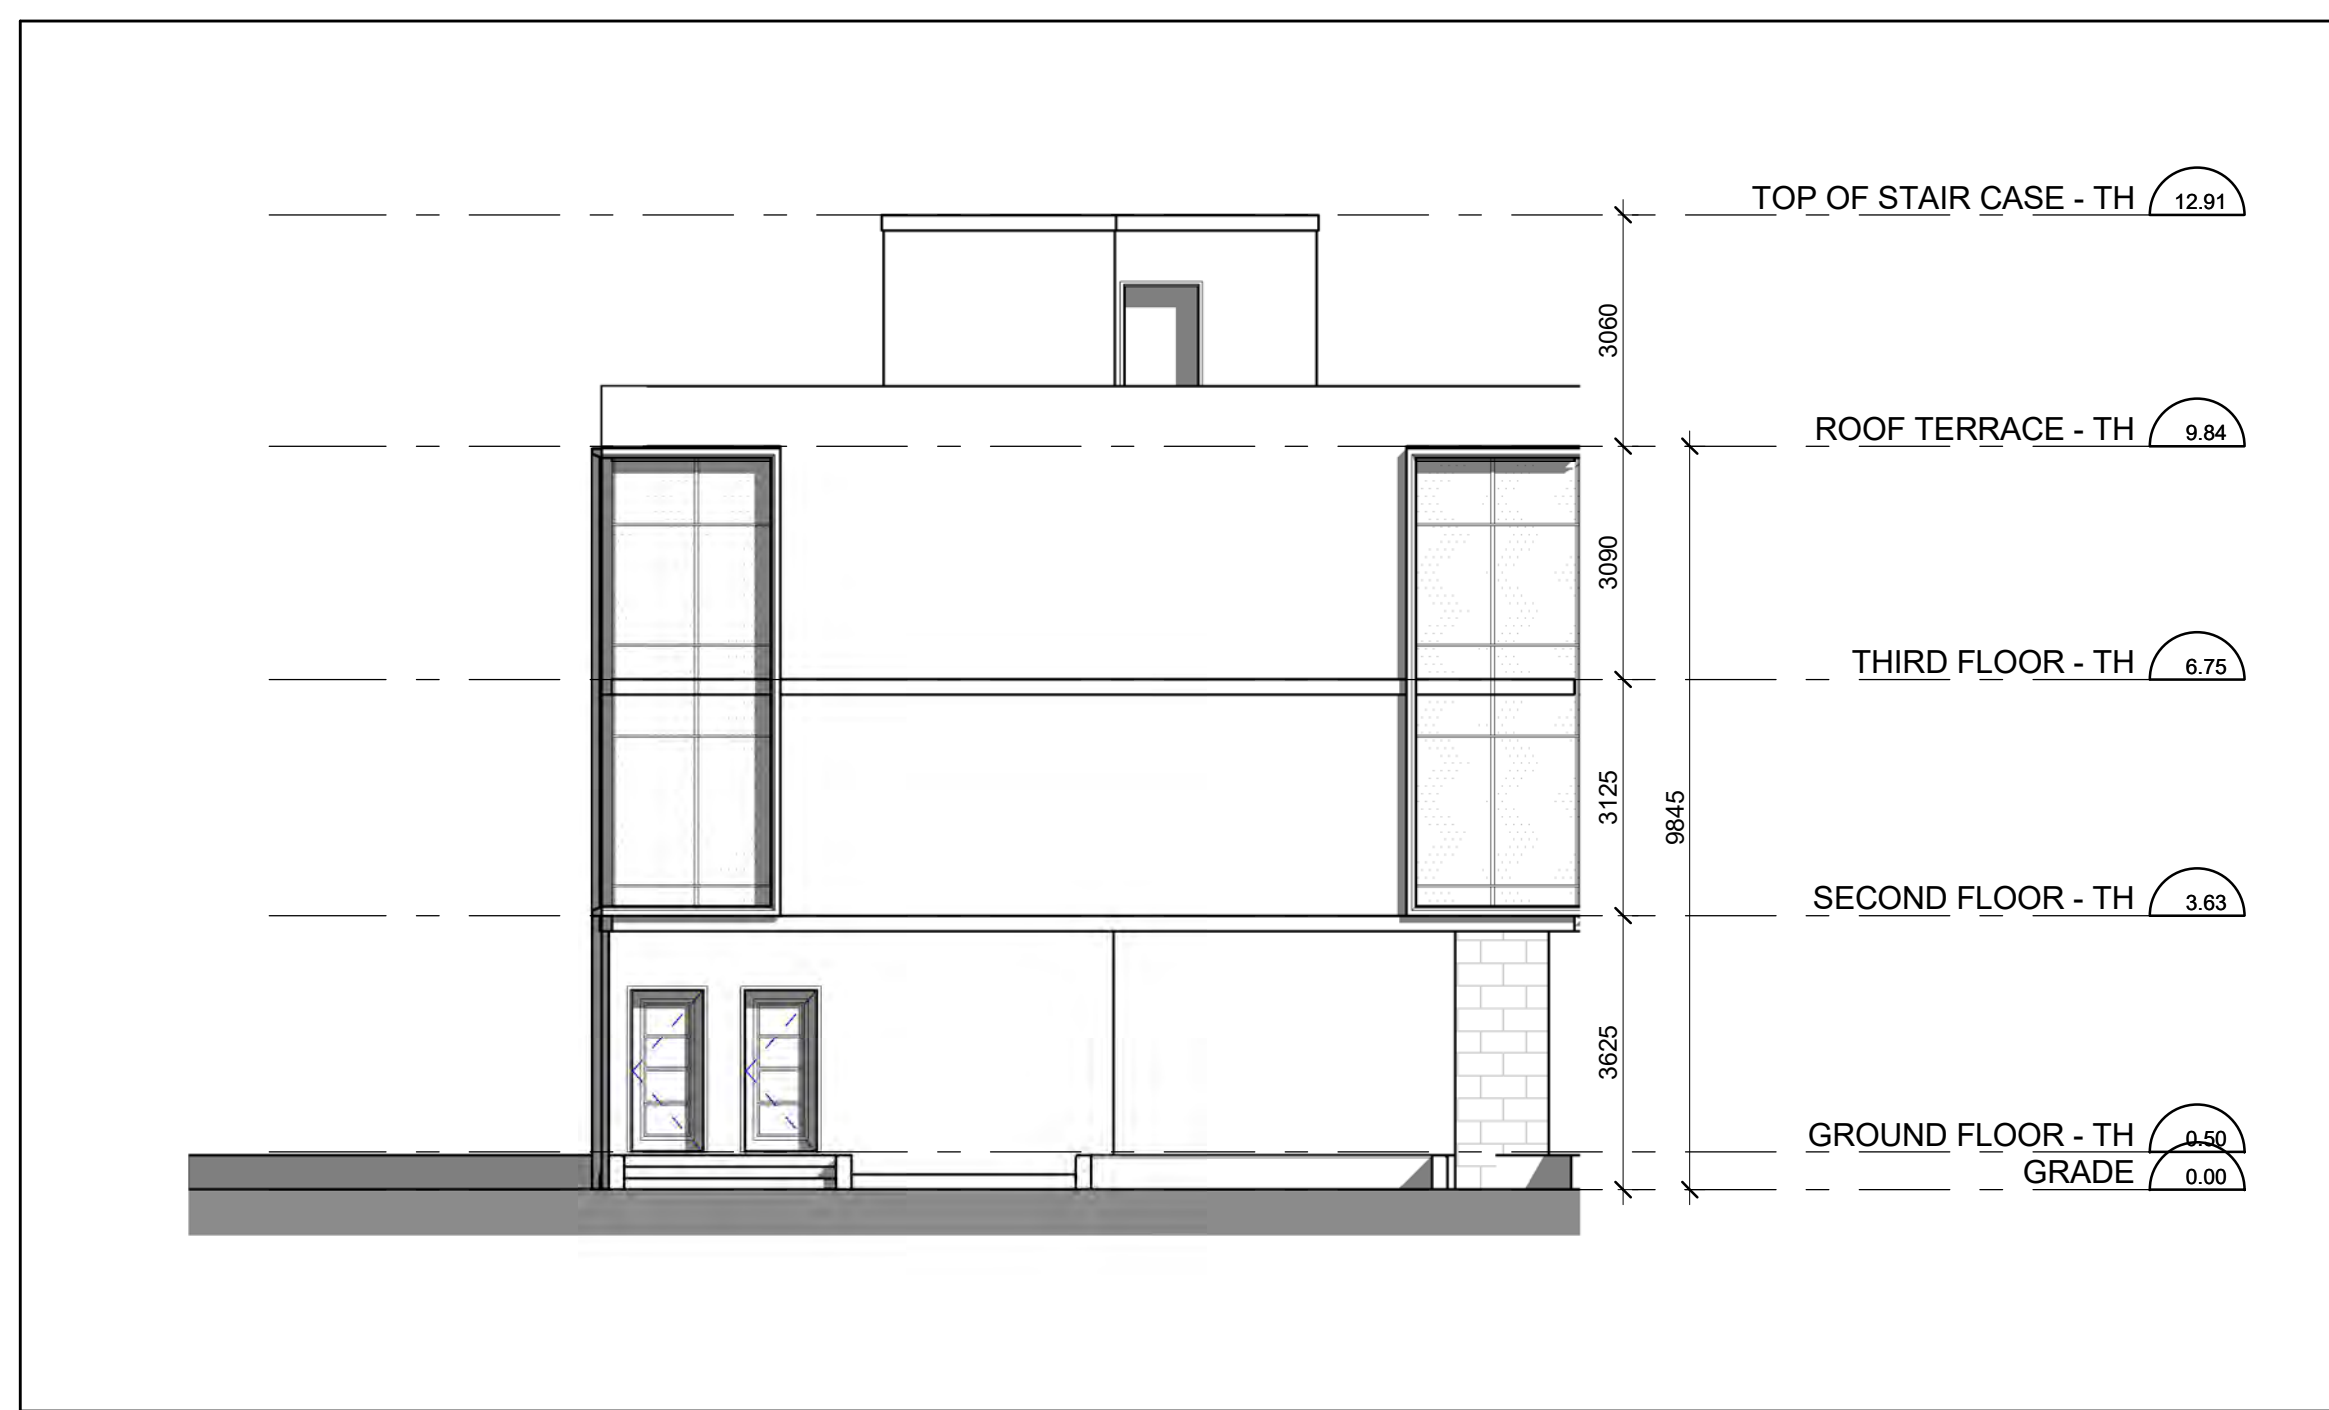 TOP OF STAIR CASE - TH 12.91
3060
ROOF TERRACE - TH 9.84
3090
THIRD FLOOR - TH 6.75
3125
9845
SECOND FLOOR - TH 3.63
3625
GROUND FLOOR - TH 0.50
GRADE 0.00